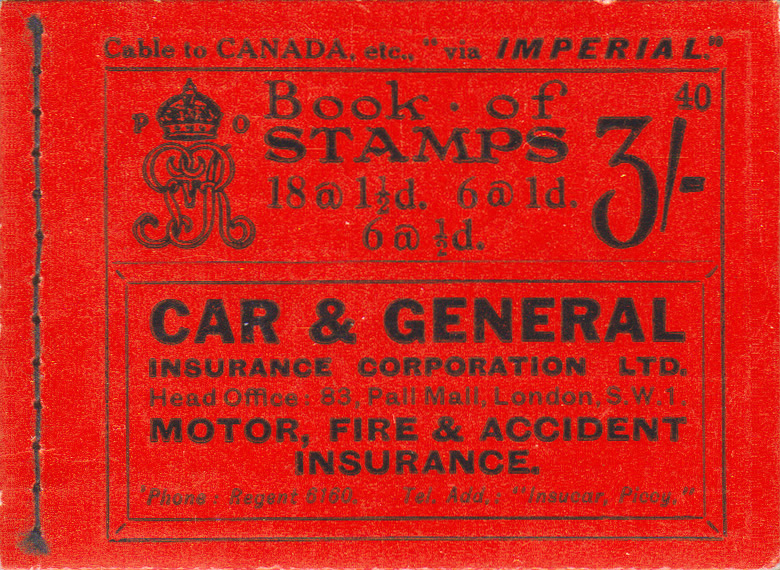 Cable to CANADA, etc., "via IMPERIAL."
P O
GR
Book · of
STAMPS
40
3/-
18 @ 1½d. 6 @ 1d.
6 @ ½d.
CAR & GENERAL
INSURANCE CORPORATION LTD.
Head Office: 83, Pall Mall, London, S.W.1.
MOTOR, FIRE & ACCIDENT
INSURANCE.
'Phone: Regent 6160. Tel. Add.: "Insucar, Piccy."